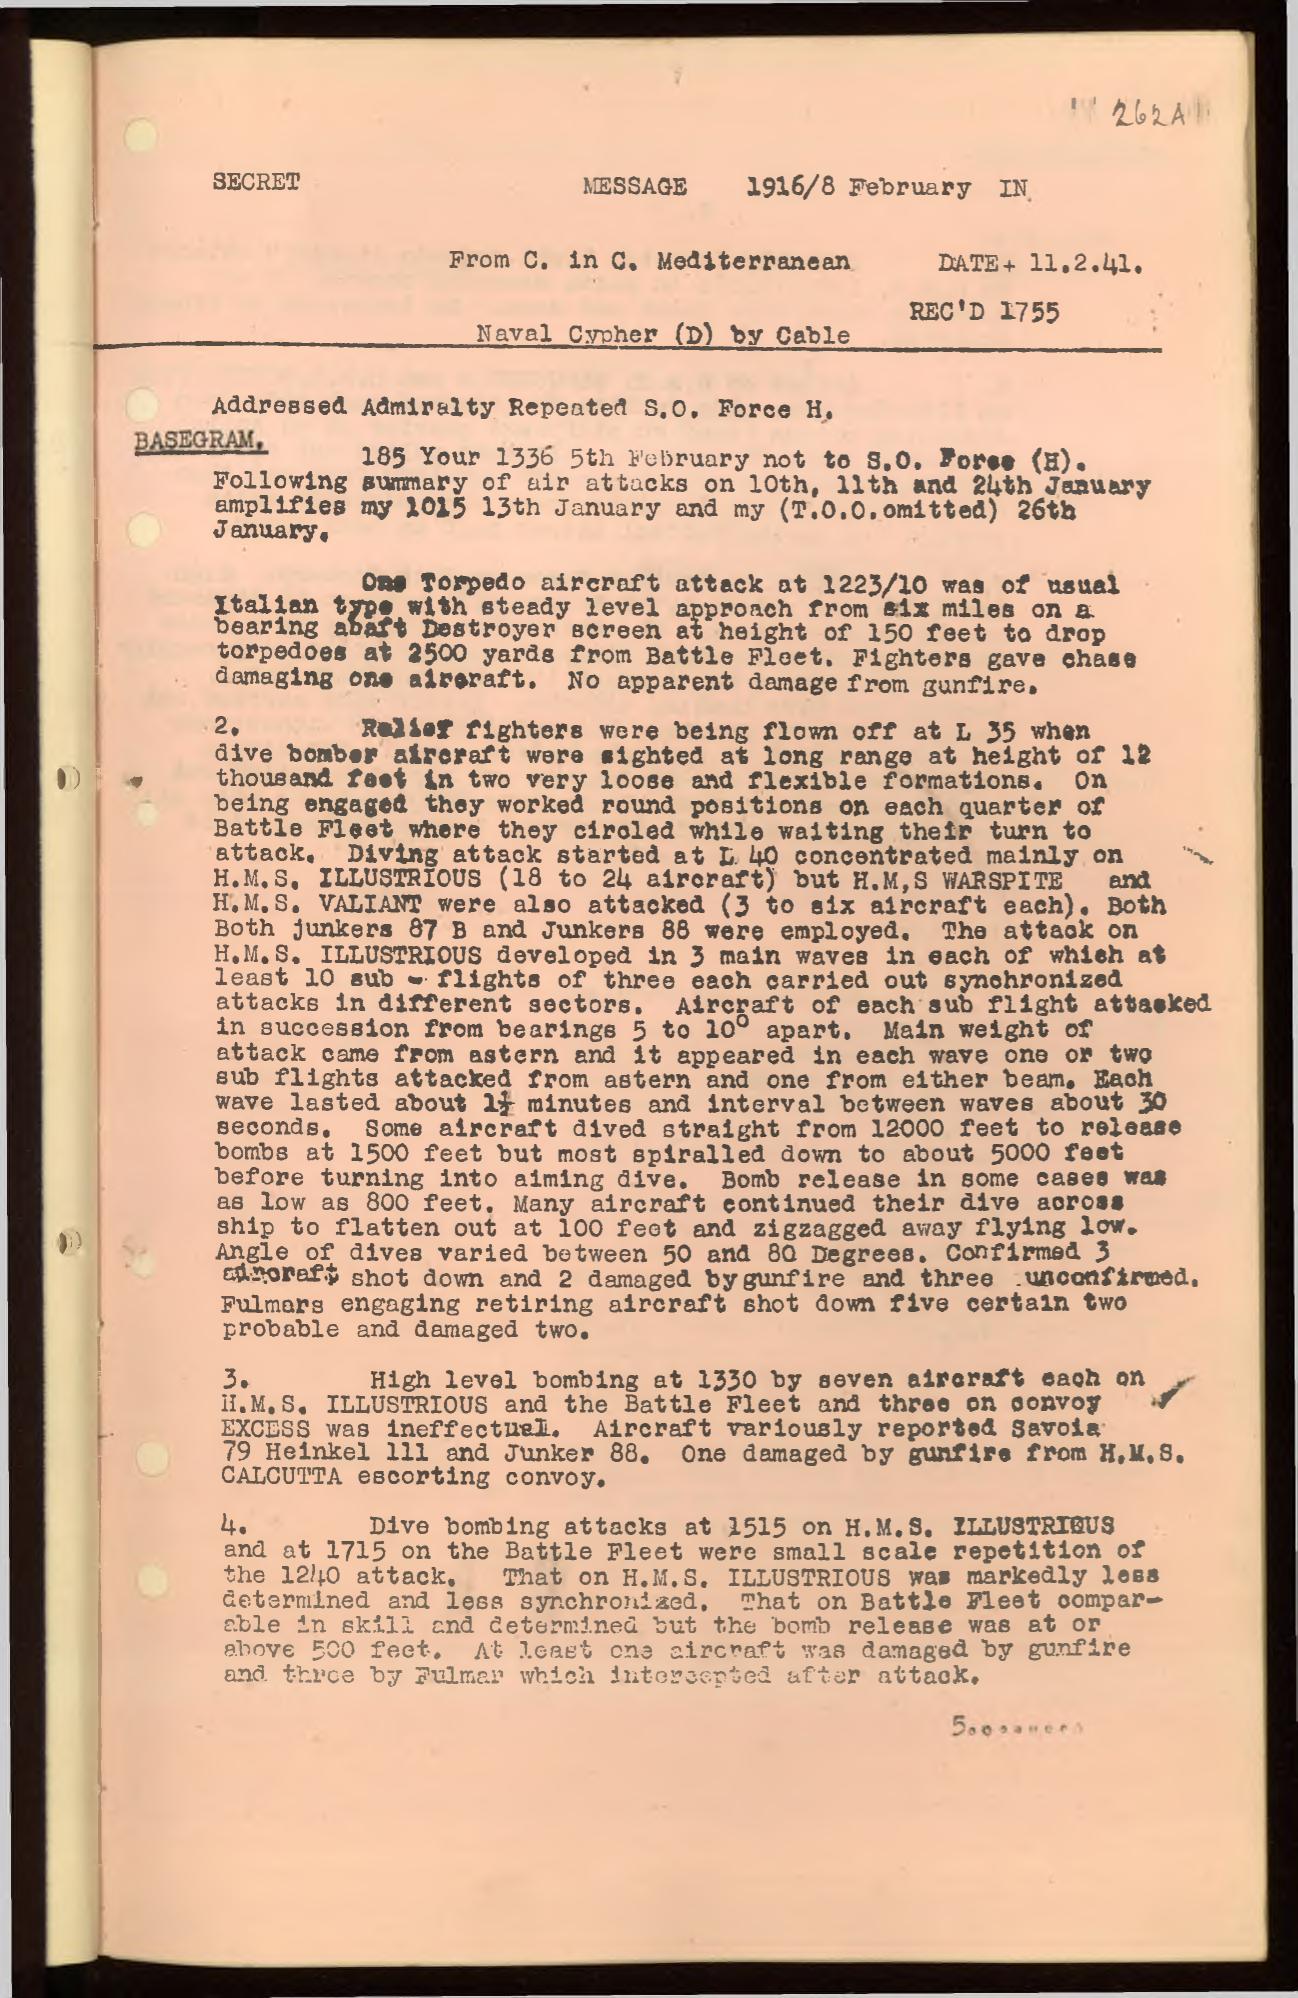 262A
SECRET MESSAGE 1916/8 February IN
From C. in C. Mediterranean DATE+ 11.2.41.
REC'D 1755
Naval Cypher (D) by Cable
Addressed Admiralty Repeated S.O. Force H.
BASEGRAM.
185 Your 1336 5th February not to S.O. Force (H).
Following summary of air attacks on 10th, 11th and 24th January
amplifies my 1015 13th January and my (T.O.O.omitted) 26th
January.
One Torpedo aircraft attack at 1223/10 was of usual
Italian type with steady level approach from six miles on a
bearing abaft Destroyer screen at height of 150 feet to drop
torpedoes at 2500 yards from Battle Fleet. Fighters gave chase
damaging one aircraft. No apparent damage from gunfire.
2. Relief fighters were being flown off at L 35 when
dive bomber aircraft were sighted at long range at height of 12
thousand feet in two very loose and flexible formations. On
being engaged they worked round positions on each quarter of
Battle Fleet where they circled while waiting their turn to
attack. Diving attack started at L 40 concentrated mainly on
H.M.S. ILLUSTRIOUS (18 to 24 aircraft) but H.M,S WARSPITE and
H.M.S. VALIANT were also attacked (3 to six aircraft each). Both
Both junkers 87 B and Junkers 88 were employed. The attack on
H.M.S. ILLUSTRIOUS developed in 3 main waves in each of which at
least 10 sub - flights of three each carried out synchronized
attacks in different sectors. Aircraft of each sub flight attacked
in succession from bearings 5 to 10° apart. Main weight of
attack came from astern and it appeared in each wave one or two
sub flights attacked from astern and one from either beam. Each
wave lasted about 1½ minutes and interval between waves about 30
seconds. Some aircraft dived straight from 12000 feet to release
bombs at 1500 feet but most spiralled down to about 5000 feet
before turning into aiming dive. Bomb release in some cases was
as low as 800 feet. Many aircraft continued their dive across
ship to flatten out at 100 feet and zigzagged away flying low.
Angle of dives varied between 50 and 80 Degrees. Confirmed 3
aircraft shot down and 2 damaged by gunfire and three unconfirmed.
Fulmars engaging retiring aircraft shot down five certain two
probable and damaged two.
3. High level bombing at 1330 by seven aircraft each on
H.M.S. ILLUSTRIOUS and the Battle Fleet and three on convoy
EXCESS was ineffectual. Aircraft variously reported Savoia
79 Heinkel 111 and Junker 88. One damaged by gunfire from H.M.S.
CALCUTTA escorting convoy.
4. Dive bombing attacks at 1515 on H.M.S. ILLUSTRIOUS
and at 1715 on the Battle Fleet were small scale repetition of
the 1240 attack. That on H.M.S. ILLUSTRIOUS was markedly less
determined and less synchronized. That on Battle Fleet compar-
able in skill and determined but the bomb release was at or
above 500 feet. At least one aircraft was damaged by gunfire
and three by Fulmar which intercepted after attack.
5........